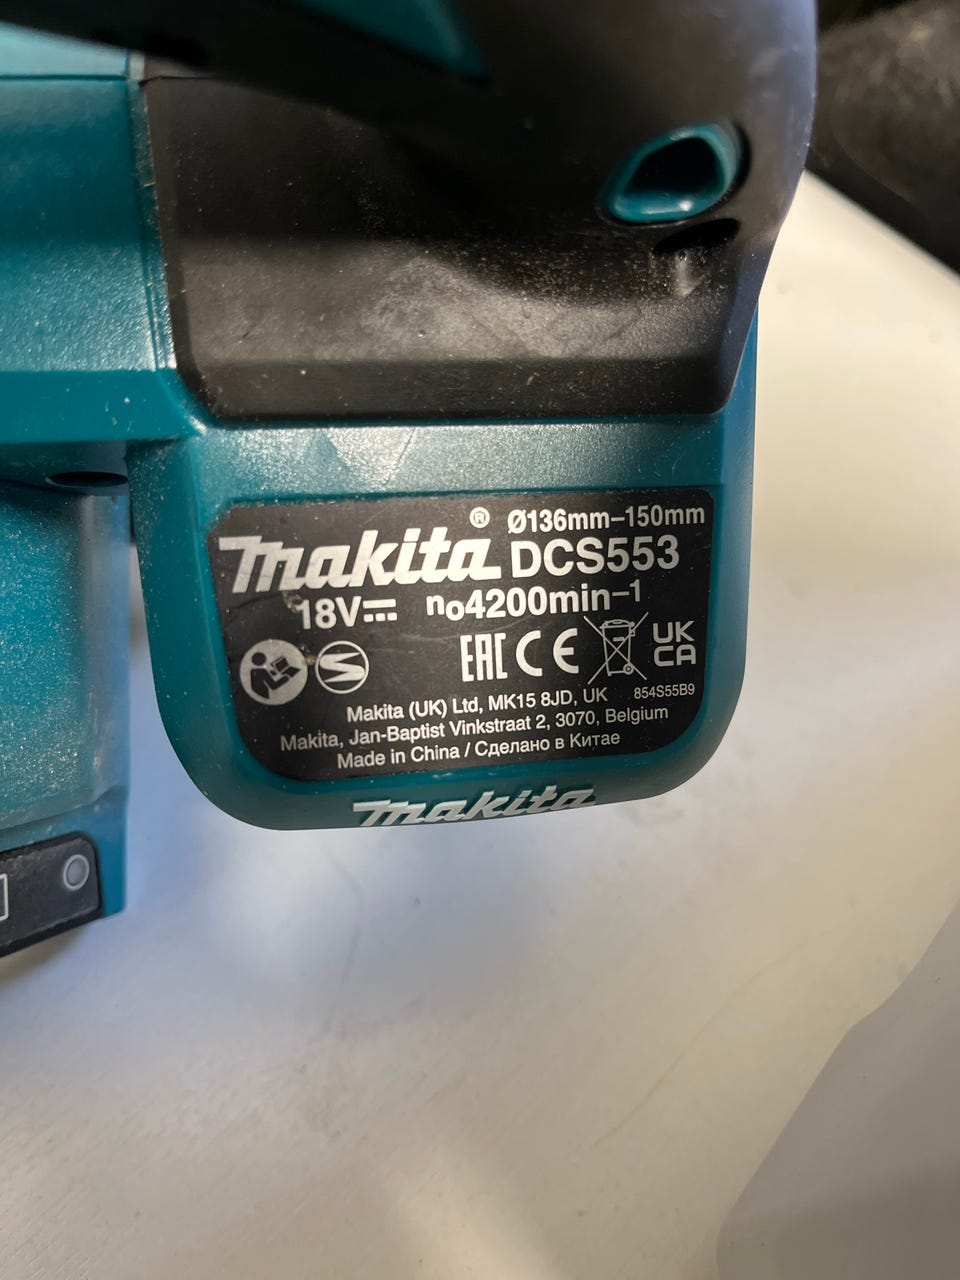 makita® Ø136mm-150mm
DCS553
18V no4200min-1
EAC CE UK
CA
Makita (UK) Ltd, MK15 8JD, UK 854S55B9
Makita, Jan-Baptist Vinkstraat 2, 3070, Belgium
Made in China / Сделано в Китае
makita